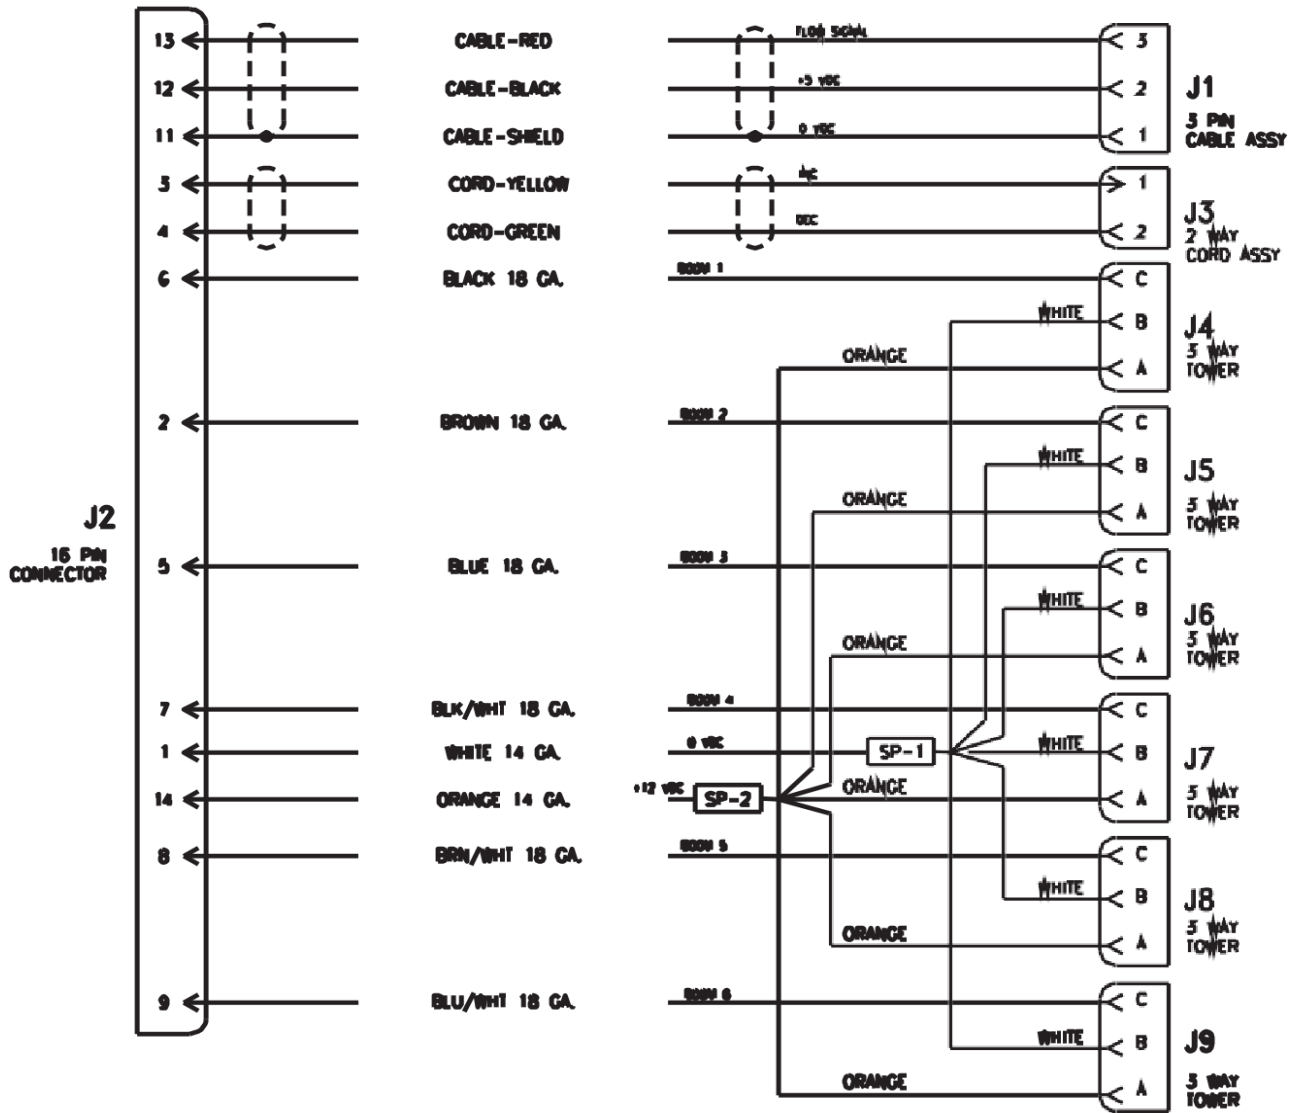 13 CABLE-RED FLOW SIGNAL 3
12 CABLE-BLACK +5 VDC 2
J1
11 CABLE-SHIELD 0 VDC 1
3 PIN
CABLE ASSY
3 CORD-YELLOW INC 1
4 CORD-GREEN DEC 2
J3
2 WAY
CORD ASSY
6 BLACK 18 GA. BOOM 1 C
WHITE B
J4
3 WAY
TOWER
ORANGE A
2 BROWN 18 GA. BOOM 2 C
WHITE B
J5
ORANGE A
3 WAY
TOWER
J2
16 PIN
CONNECTOR
5 BLUE 18 GA. BOOM 3 C
WHITE B
J6
3 WAY
TOWER
ORANGE A
7 BLK/WHT 18 GA. BOOM 4 C
1 WHITE 14 GA. 0 VDC SP-1 WHITE B
J7
14 ORANGE 14 GA. +12 VDC SP-2 ORANGE A
3 WAY
TOWER
8 BRN/WHT 18 GA. BOOM 5 C
WHITE B
J8
3 WAY
TOWER
ORANGE A
9 BLU/WHT 18 GA. BOOM 6 C
WHITE B
J9
ORANGE A
3 WAY
TOWER